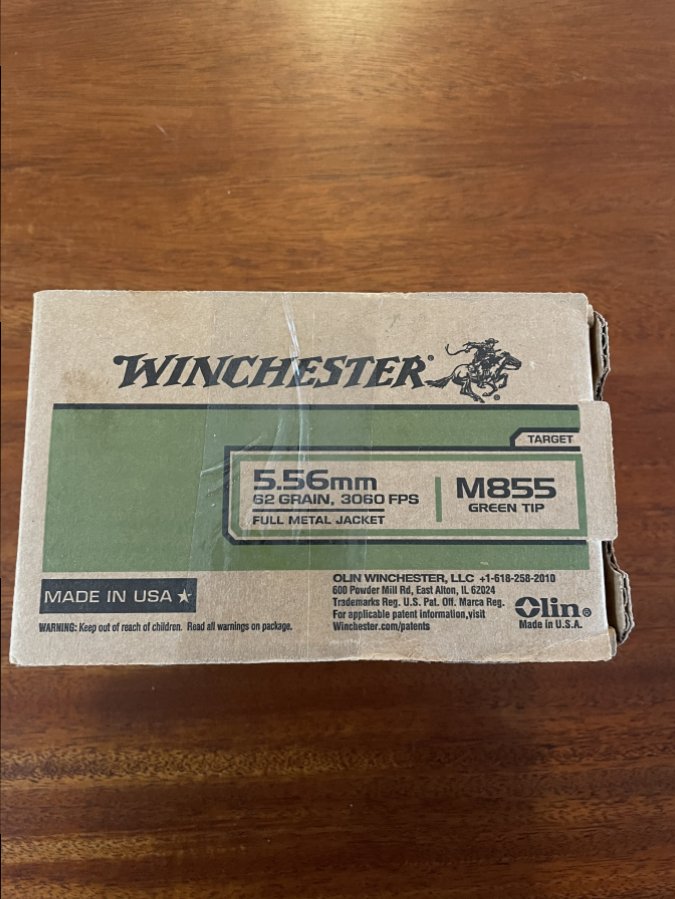 WINCHESTER®
TARGET
5.56mm
62 GRAIN, 3060 FPS
FULL METAL JACKET
M855
GREEN TIP
MADE IN USA
WARNING: Keep out of reach of children. Read all warnings on package.
OLIN WINCHESTER, LLC +1-618-258-2010
600 Powder Mill Rd, East Alton, IL 62024
Trademarks Reg. U.S. Pat. Off. Marca Reg.
For applicable patent information,visit
Winchester.com/patents
Olin®
Made in U.S.A.